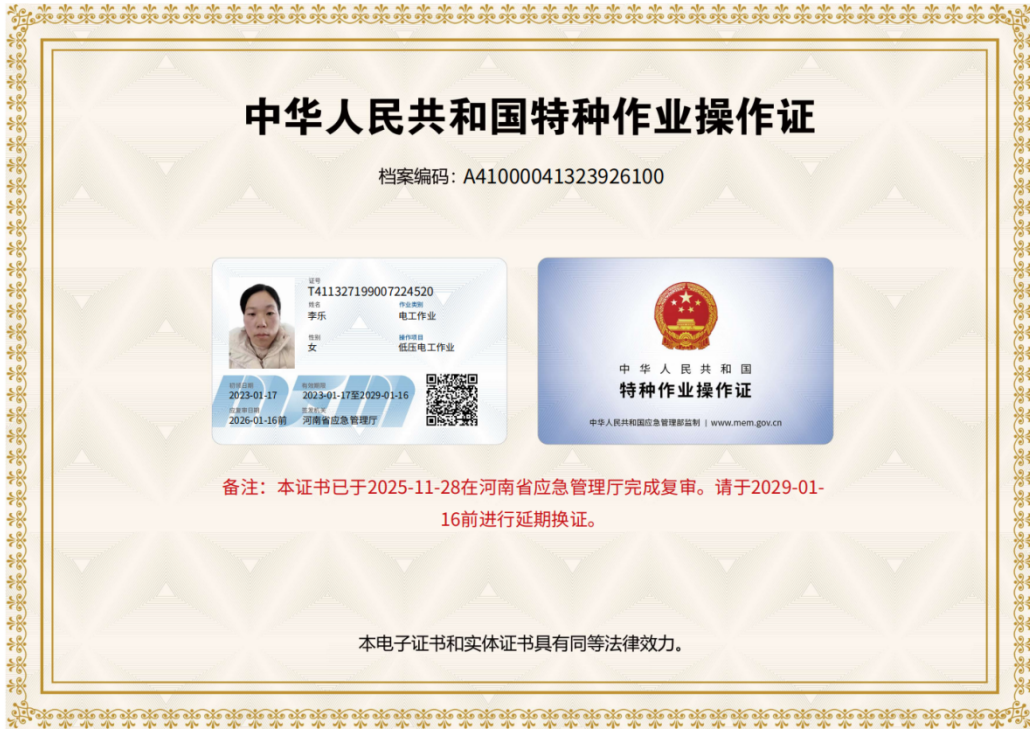 中华人民共和国特种作业操作证
档案编码：A41000041323926100
证号
T411327199007224520
姓名
李乐
作业类别
电工作业
性别
女
操作项目
低压电工作业
初领日期
2023-01-17
有效期限
2023-01-17至2029-01-16
应复审日期
2026-01-16前
签发机关
河南省应急管理厅
中华人民共和国
特种作业操作证
中华人民共和国应急管理部监制 | www.mem.gov.cn
备注：本证书已于2025-11-28在河南省应急管理厅完成复审。请于2029-01-
16前进行延期换证。
本电子证书和实体证书具有同等法律效力。